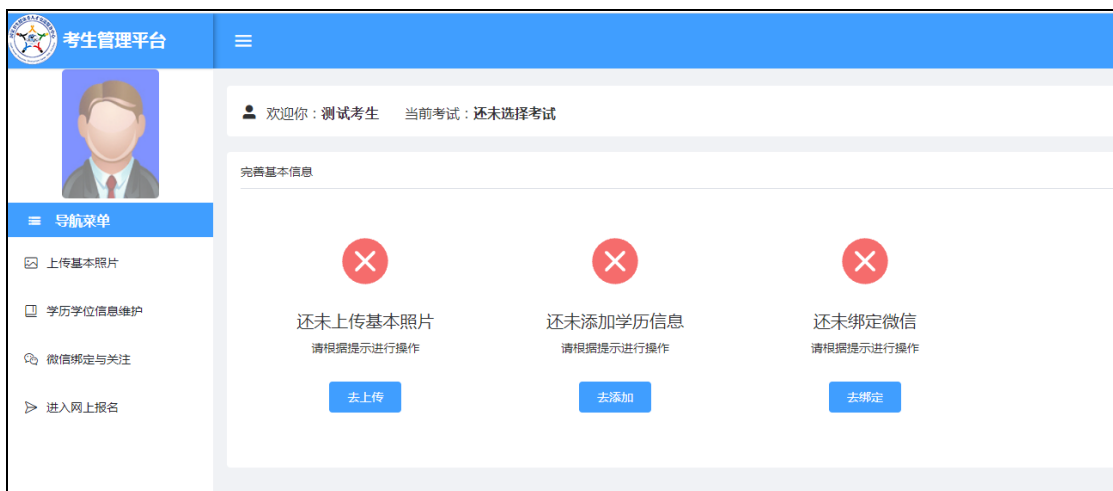 考生管理平台
欢迎你：测试考生 当前考试：还未选择考试
完善基本信息
导航菜单
上传基本照片
学历学位信息维护
微信绑定与关注
进入网上报名
还未上传基本照片
请根据提示进行操作
去上传
还未添加学历信息
请根据提示进行操作
去添加
还未绑定微信
请根据提示进行操作
去绑定